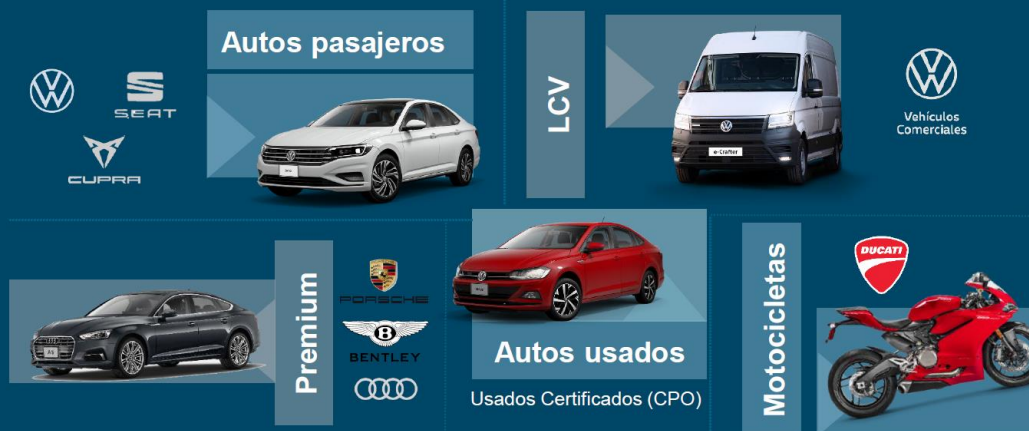 Autos pasajeros
SEAT
CUPRA
LCV
e-Crafter
Vehículos
Comerciales
Premium
PORSCHE
B
BENTLEY
Autos usados
Usados Certificados (CPO)
Motocicletas
DUCATI